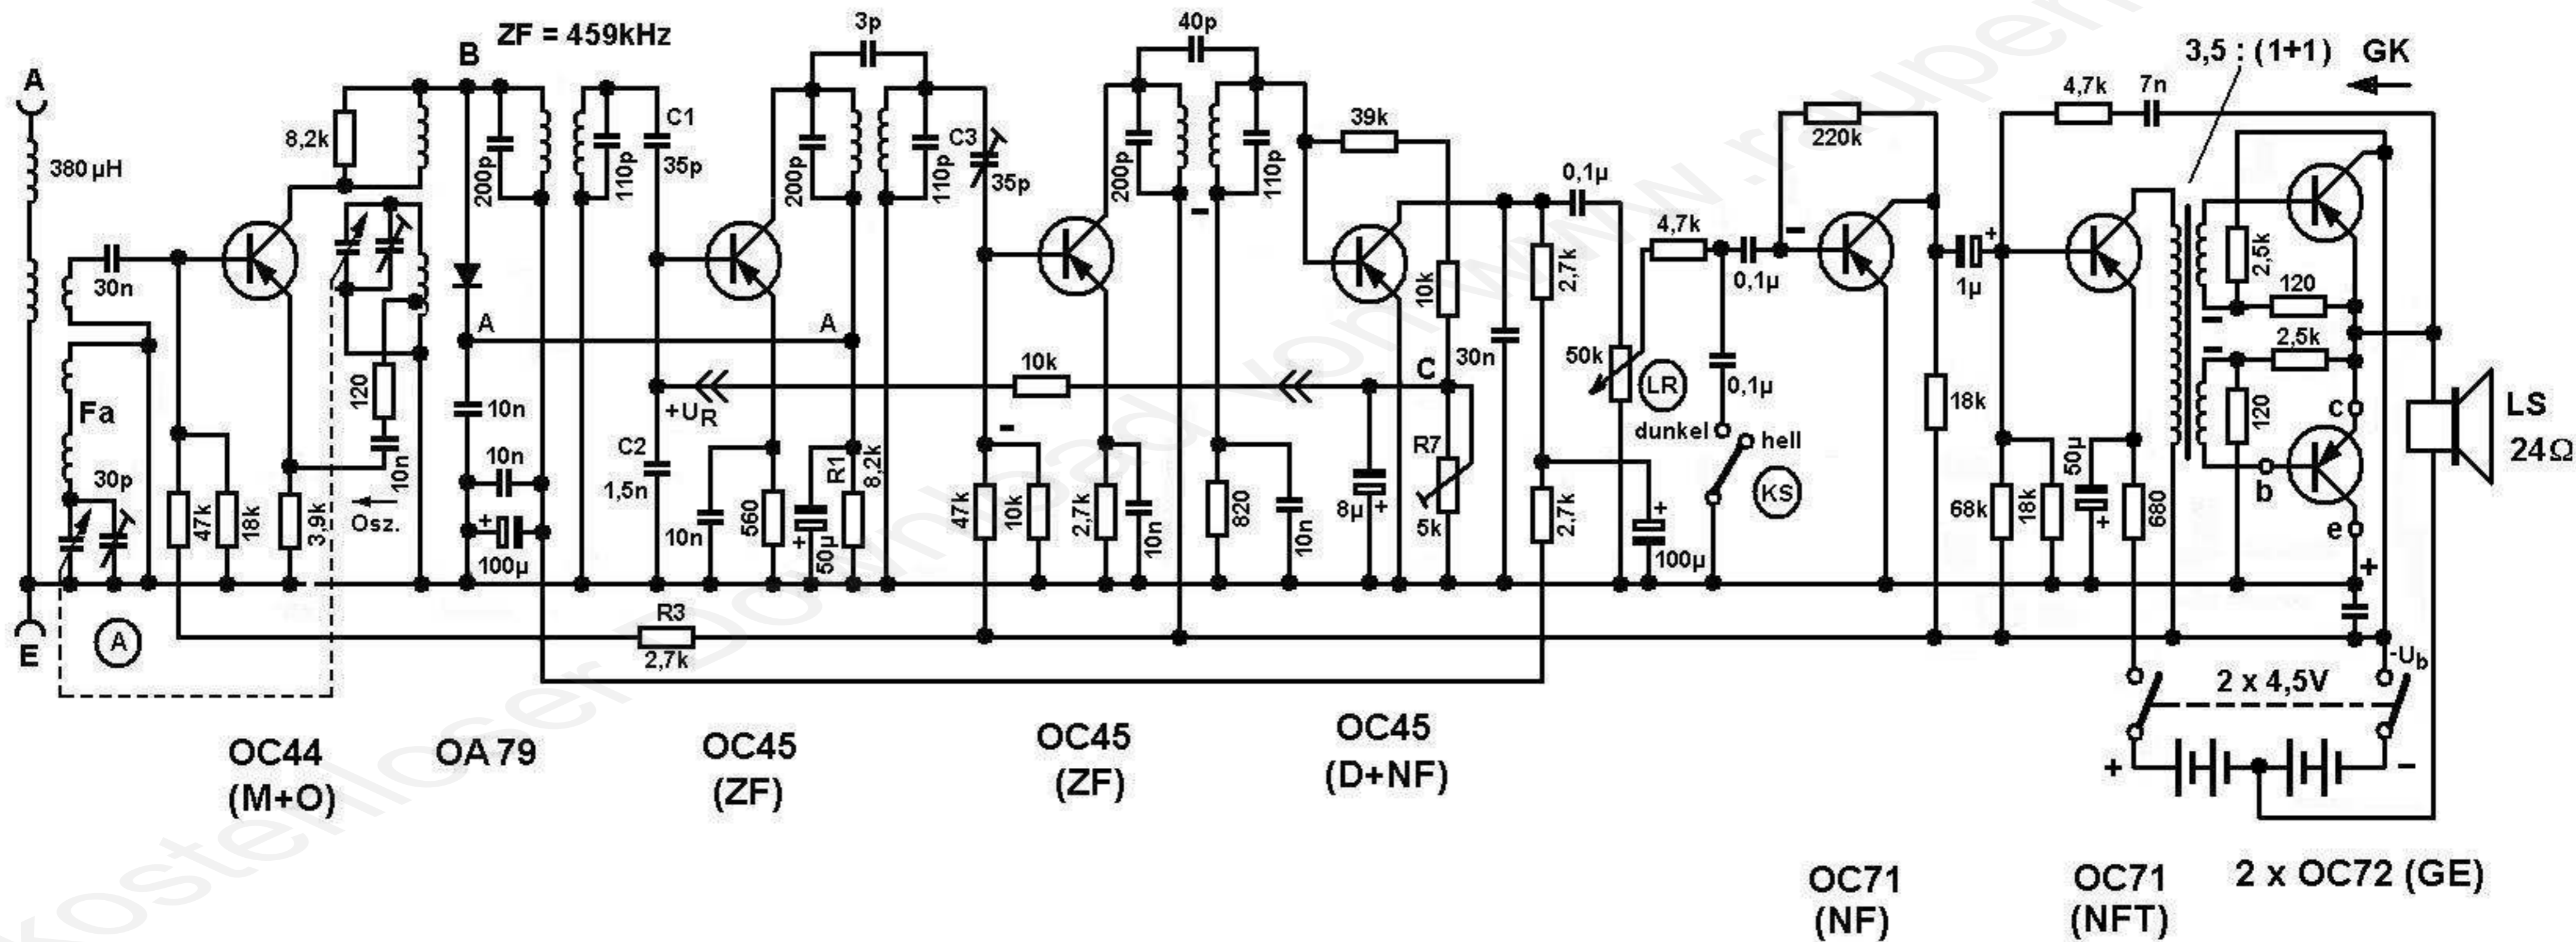 ZF = 459kHz
3p
40p
3,5 : (1+1)
GK
A
B
8,2k
380 µH
200p
110p
C1
35p
200p
110p
C3
35p
200p
110p
39k
0,1µ
4,7k
220k
4,7k
7n
30n
A
A
10k
2,7k
0,1µ
1µ
2,5k
120
2,5k
120
10k
30n
50k
LR
0,1µ
18k
Fa
120
10n
10n
+UR
C
c
LS
24Ω
30p
10n
C2
1,5n
R1
8,2k
R7
5k
dunkel
hell
KS
b
e
47k
18k
3,9k
Osz.
100µ
10n
560
50µ
47k
10k
2,7k
10n
820
10n
8µ
2,7k
100µ
68k
18k
50µ
680
E
A
R3
2,7k
-Ub
2 x 4,5V
OC44
(M+O)
OA79
OC45
(ZF)
OC45
(ZF)
OC45
(D+NF)
OC71
(NF)
OC71
(NFT)
2 x OC72 (GE)
kostenloser Download von www.raupen